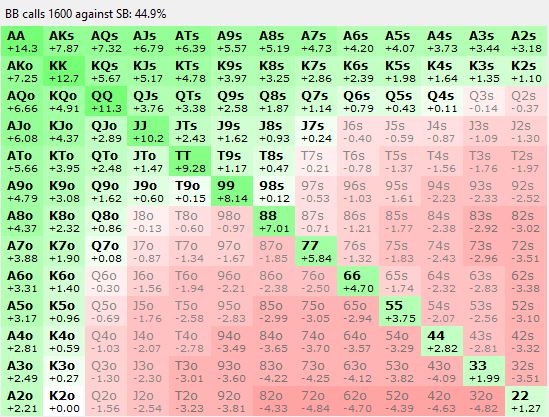 BB calls 1600 against SB: 44.9%
AA AKs AQs AJs ATs A9s A8s A7s A6s A5s A4s A3s A2s
+14.3 +7.87 +7.32 +6.79 +6.39 +5.57 +5.19 +4.73 +4.20 +4.07 +3.73 +3.44 +3.18
AKo KK KQs KJs KTs K9s K8s K7s K6s K5s K4s K3s K2s
+7.25 +12.7 +5.67 +5.17 +4.78 +3.97 +3.25 +2.86 +2.39 +1.98 +1.64 +1.35 +1.10
AQo KQo QQ QJs QTs Q9s Q8s Q7s Q6s Q5s Q4s Q3s Q2s
+6.66 +4.91 +11.3 +3.76 +3.38 +2.58 +1.87 +1.14 +0.79 +0.43 +0.11 -0.14 -0.37
AJo KJo QJo JJ JTs J9s J8s J7s J6s J5s J4s J3s J2s
+6.08 +4.37 +2.89 +10.2 +2.43 +1.62 +0.93 +0.24 -0.40 -0.59 -0.87 -1.09 -1.30
ATo KTo QTo JTo TT T9s T8s T7s T6s T5s T4s T3s T2s
+5.66 +3.95 +2.48 +1.47 +9.28 +1.17 +0.47 -0.21 -0.78 -1.37 -1.56 -1.76 -1.97
A9o K9o Q9o J9o T9o 99 98s 97s 96s 95s 94s 93s 92s
+4.79 +3.08 +1.62 +0.60 +0.15 +8.14 +0.12 -0.53 -1.03 -1.61 -2.23 -2.33 -2.52
A8o K8o Q8o J8o T8o 98o 88 87s 86s 85s 84s 83s 82s
+4.37 +2.32 +0.86 -0.13 -0.60 -0.97 +7.01 -0.71 -1.21 -1.77 -2.38 -2.92 -3.02
A7o K7o Q7o J7o T7o 97o 87o 77 76s 75s 74s 73s 72s
+3.88 +1.90 +0.08 -0.87 -1.34 -1.67 -1.85 +5.84 -1.32 -1.83 -2.43 -2.96 -3.51
A6o K6o Q6o J6o T6o 96o 86o 76o 66 65s 64s 63s 62s
+3.31 +1.40 -0.30 -1.56 -1.94 -2.21 -2.38 -2.50 +4.70 -1.74 -2.32 -2.83 -3.38
A5o K5o Q5o J5o T5o 95o 85o 75o 65o 55 54s 53s 52s
+3.17 +0.96 -0.69 -1.76 -2.58 -2.83 -2.99 -3.05 -2.94 +3.75 -2.07 -2.56 -3.10
A4o K4o Q4o J4o T4o 94o 84o 74o 64o 54o 44 43s 42s
+2.81 +0.59 -1.03 -2.07 -2.78 -3.49 -3.65 -3.70 -3.57 -3.29 +2.82 -2.81 -3.32
A3o K3o Q3o J3o T3o 93o 83o 73o 63o 53o 43o 33 32s
+2.49 +0.27 -1.30 -2.30 -3.01 -3.60 -4.22 -4.25 -4.12 -3.82 -4.09 +1.99 -3.51
A2o K2o Q2o J2o T2o 92o 82o 72o 62o 52o 42o 32o 22
+2.21 +0.00 -1.56 -2.54 -3.23 -3.81 -4.33 -4.84 -4.70 -4.39 -4.63 -4.82 +1.27